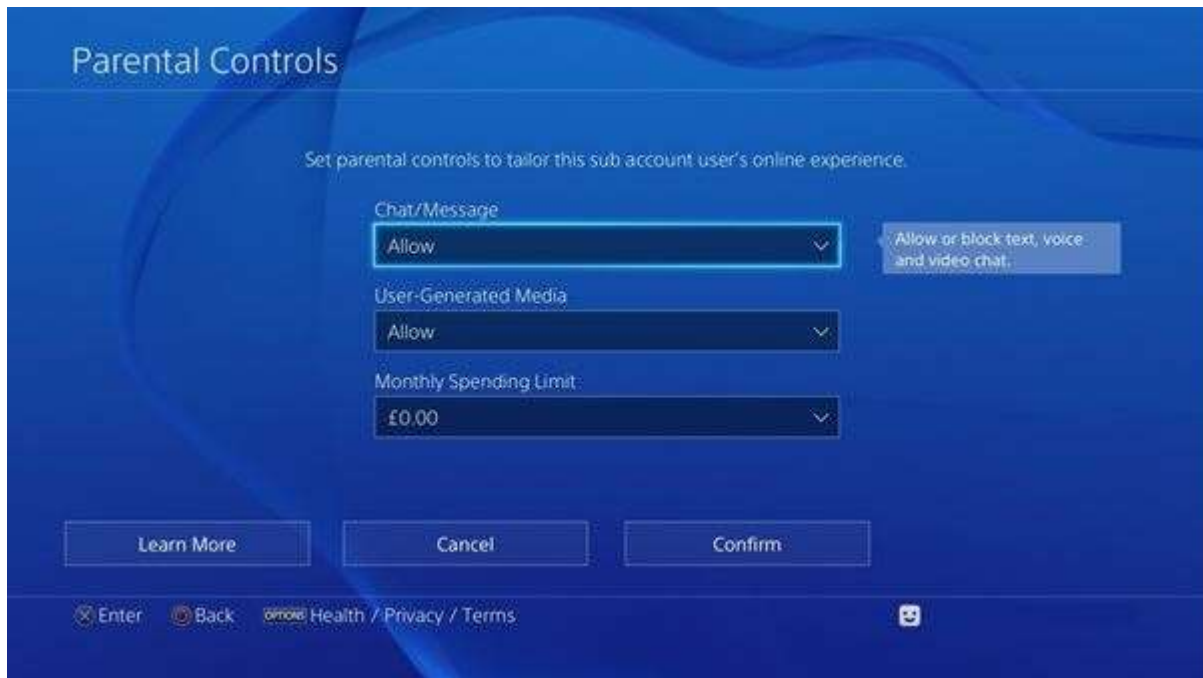 Parental Controls
Set parental controls to tailor this sub account user's online experience.
Chat/Message
Allow
Allow or block text, voice
and video chat.
User-Generated Media
Allow
Monthly Spending Limit
£0.00
Learn More
Cancel
Confirm
Enter
Back
OPTIONS Health / Privacy / Terms